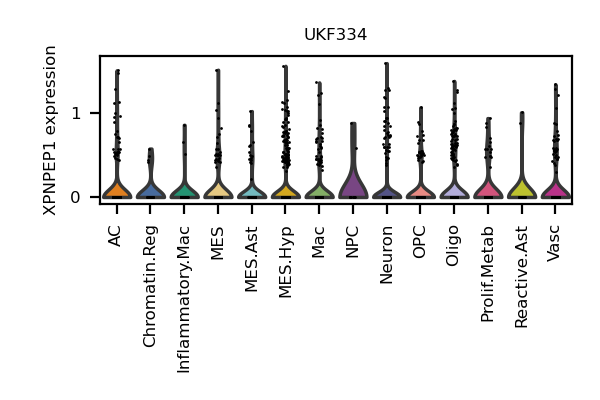 UKF334
XPNPEP1 expression
1
0
AC
Chromatin.Reg
Inflammatory.Mac
MES
MES.Ast
MES.Hyp
Mac
NPC
Neuron
OPC
Oligo
Prolif.Metab
Reactive.Ast
Vasc